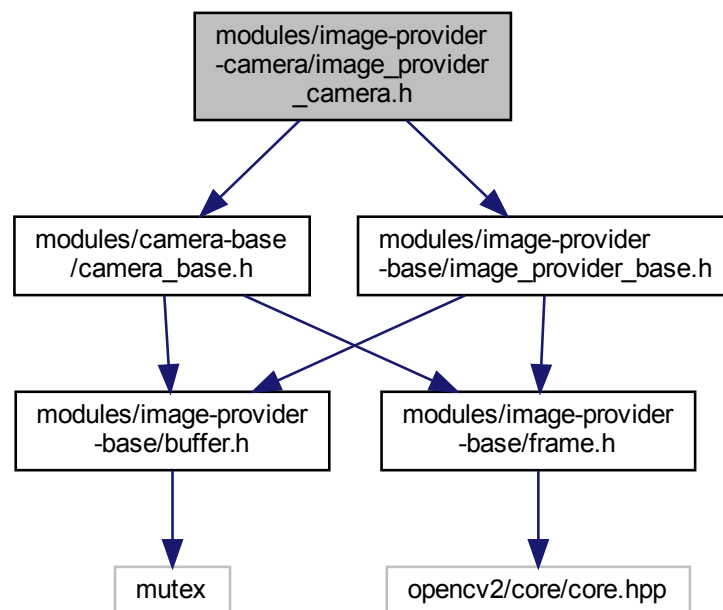 modules/image-provider
-camera/image_provider
_camera.h
modules/camera-base
/camera_base.h
modules/image-provider
-base/image_provider_base.h
modules/image-provider
-base/buffer.h
modules/image-provider
-base/frame.h
mutex
opencv2/core/core.hpp